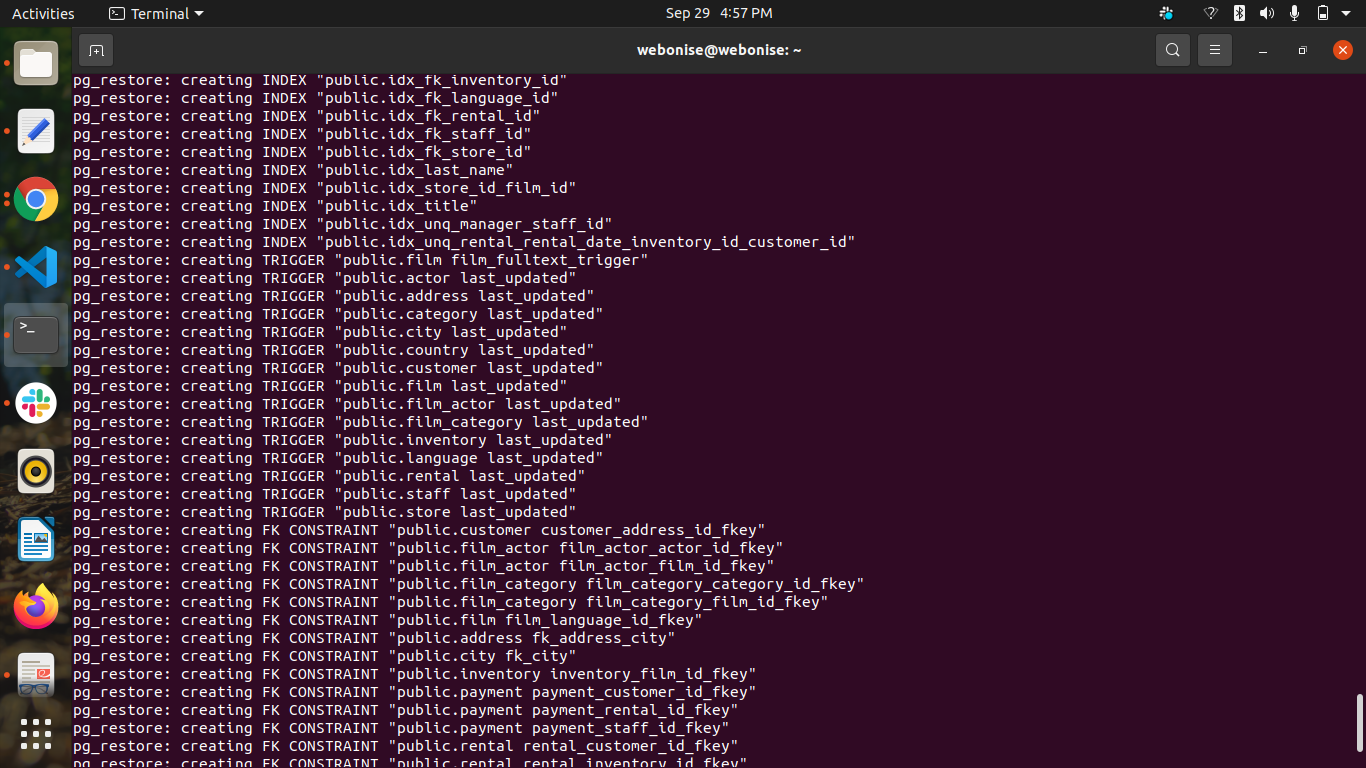 Activities
Terminal
Sep 29 4:57 PM
webonise@webonise: ~
pg_restore: creating INDEX "public.idx_fk_inventory_id"
pg_restore: creating INDEX "public.idx_fk_language_id"
pg_restore: creating INDEX "public.idx_fk_rental_id"
pg_restore: creating INDEX "public.idx_fk_staff_id"
pg_restore: creating INDEX "public.idx_fk_store_id"
pg_restore: creating INDEX "public.idx_last_name"
pg_restore: creating INDEX "public.idx_store_id_film_id"
pg_restore: creating INDEX "public.idx_title"
pg_restore: creating INDEX "public.idx_unq_manager_staff_id"
pg_restore: creating INDEX "public.idx_unq_rental_rental_date_inventory_id_customer_id"
pg_restore: creating TRIGGER "public.film film_fulltext_trigger"
pg_restore: creating TRIGGER "public.actor last_updated"
pg_restore: creating TRIGGER "public.address last_updated"
pg_restore: creating TRIGGER "public.category last_updated"
pg_restore: creating TRIGGER "public.city last_updated"
pg_restore: creating TRIGGER "public.country last_updated"
pg_restore: creating TRIGGER "public.customer last_updated"
pg_restore: creating TRIGGER "public.film last_updated"
pg_restore: creating TRIGGER "public.film_actor last_updated"
pg_restore: creating TRIGGER "public.film_category last_updated"
pg_restore: creating TRIGGER "public.inventory last_updated"
pg_restore: creating TRIGGER "public.language last_updated"
pg_restore: creating TRIGGER "public.rental last_updated"
pg_restore: creating TRIGGER "public.staff last_updated"
pg_restore: creating TRIGGER "public.store last_updated"
pg_restore: creating FK CONSTRAINT "public.customer customer_address_id_fkey"
pg_restore: creating FK CONSTRAINT "public.film_actor film_actor_actor_id_fkey"
pg_restore: creating FK CONSTRAINT "public.film_actor film_actor_film_id_fkey"
pg_restore: creating FK CONSTRAINT "public.film_category film_category_category_id_fkey"
pg_restore: creating FK CONSTRAINT "public.film_category film_category_film_id_fkey"
pg_restore: creating FK CONSTRAINT "public.film film_language_id_fkey"
pg_restore: creating FK CONSTRAINT "public.address fk_address_city"
pg_restore: creating FK CONSTRAINT "public.city fk_city"
pg_restore: creating FK CONSTRAINT "public.inventory inventory_film_id_fkey"
pg_restore: creating FK CONSTRAINT "public.payment payment_customer_id_fkey"
pg_restore: creating FK CONSTRAINT "public.payment payment_rental_id_fkey"
pg_restore: creating FK CONSTRAINT "public.payment payment_staff_id_fkey"
pg_restore: creating FK CONSTRAINT "public.rental rental_customer_id_fkey"
pg_restore: creating FK CONSTRAINT "public.rental rental_inventory_id_fkey"